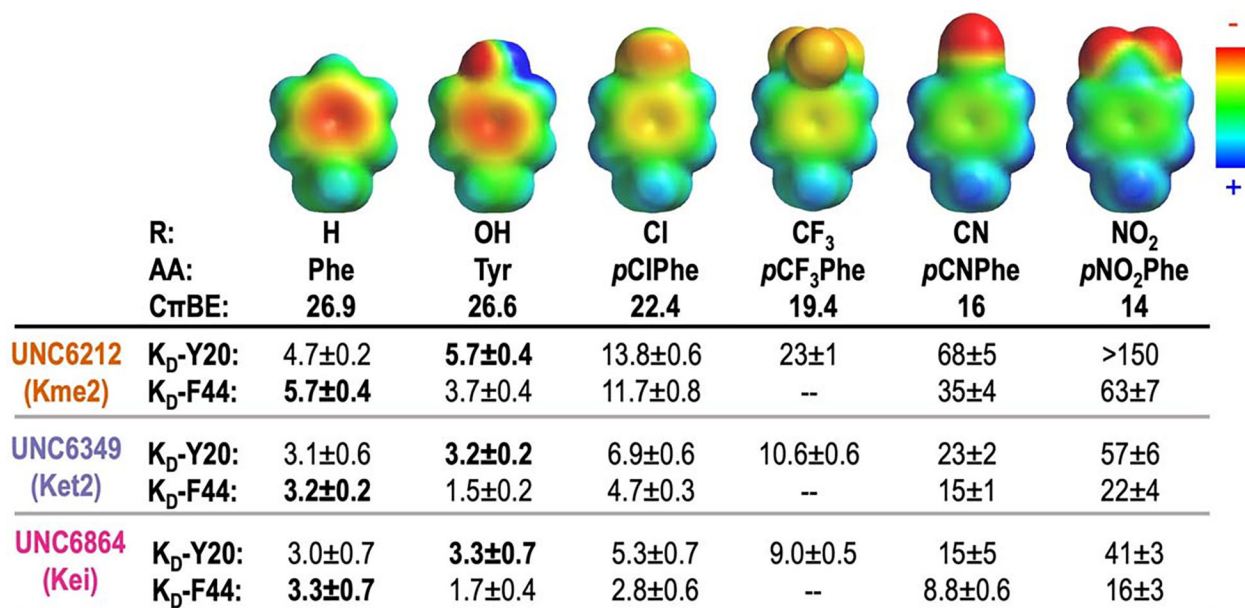 -
+
R: H OH Cl CF₃ CN NO₂
AA: Phe Tyr pClPhe pCF₃Phe pCNPhe pNO₂Phe
CπBE: 26.9 26.6 22.4 19.4 16 14
UNC6212 K_D-Y20: 4.7±0.2 5.7±0.4 13.8±0.6 23±1 68±5 >150
(Kme2) K_D-F44: 5.7±0.4 3.7±0.4 11.7±0.8 -- 35±4 63±7
UNC6349 K_D-Y20: 3.1±0.6 3.2±0.2 6.9±0.6 10.6±0.6 23±2 57±6
(Ket2) K_D-F44: 3.2±0.2 1.5±0.2 4.7±0.3 -- 15±1 22±4
UNC6864 K_D-Y20: 3.0±0.7 3.3±0.7 5.3±0.7 9.0±0.5 15±5 41±3
(Kei) K_D-F44: 3.3±0.7 1.7±0.4 2.8±0.6 -- 8.8±0.6 16±3